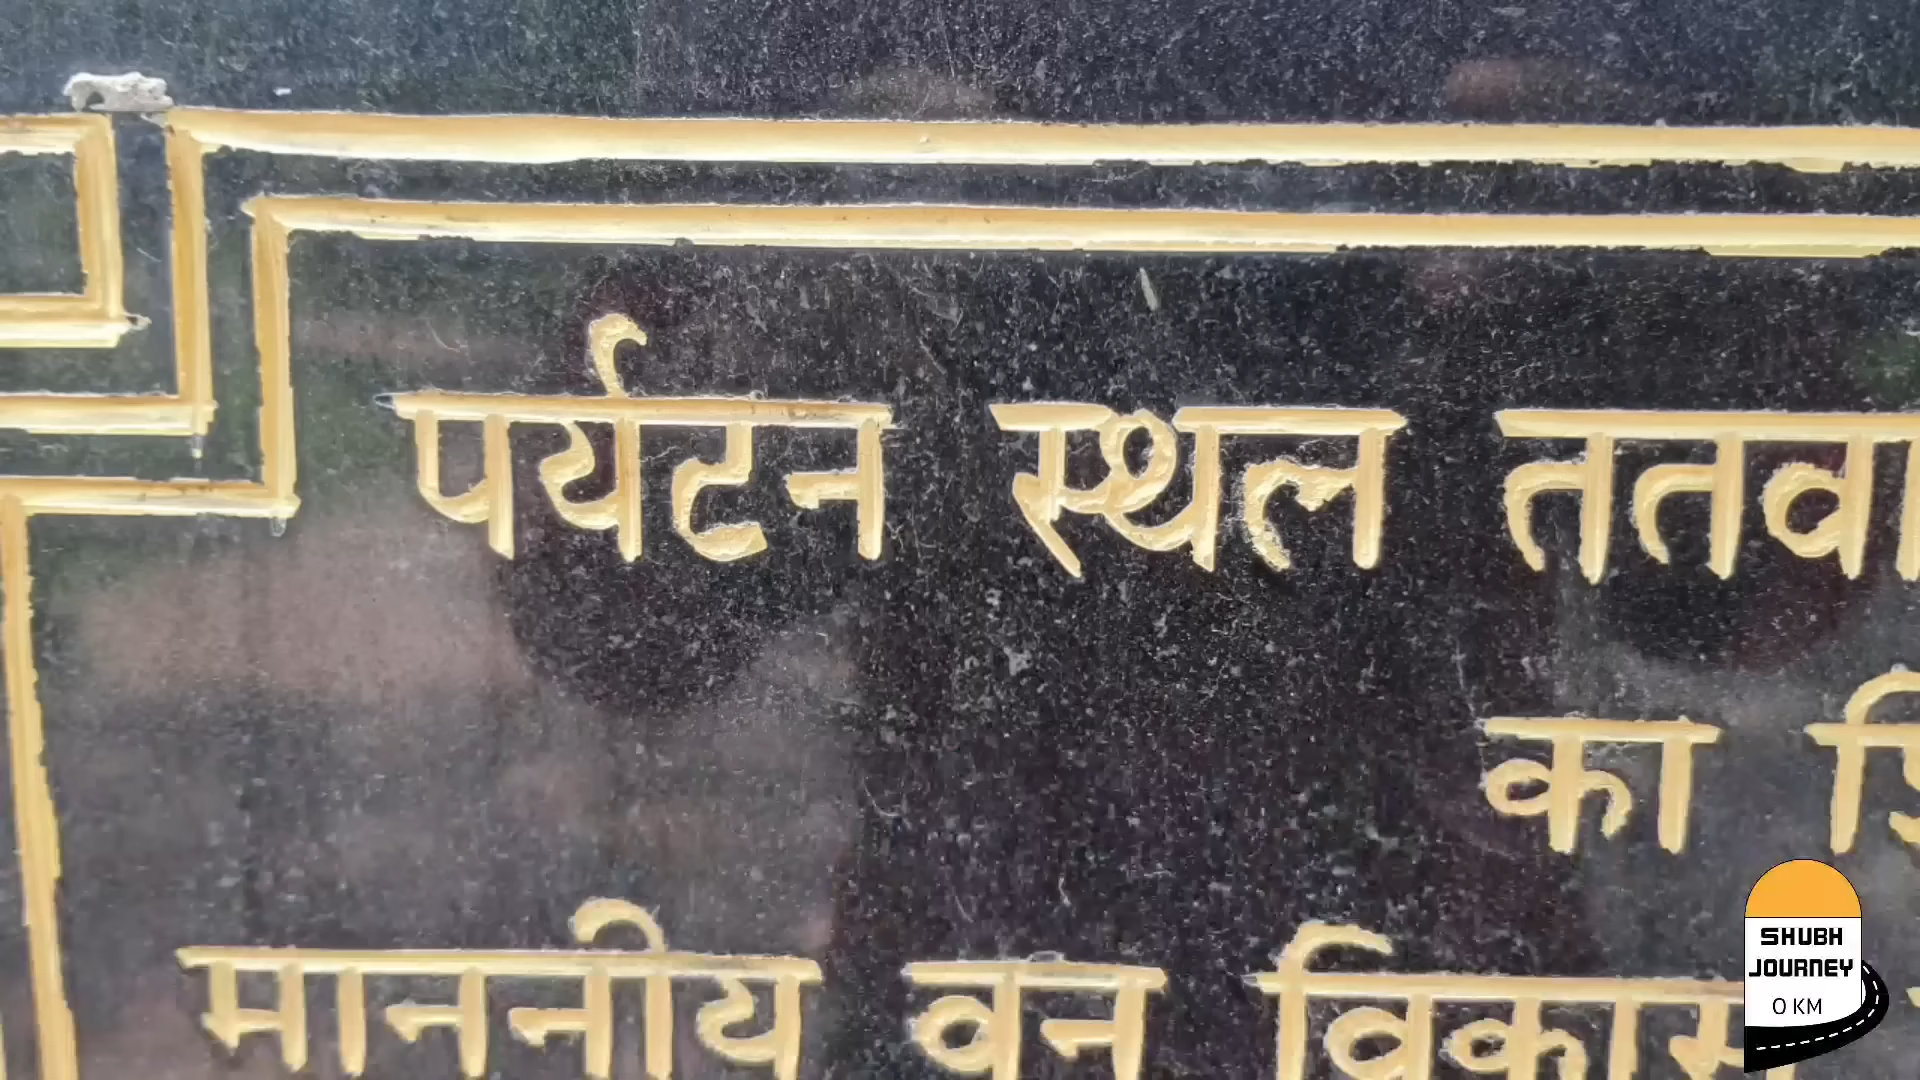 पर्यटन स्थल
का
माननीय वन विकास
SHUBH
JOURNEY
0 KM